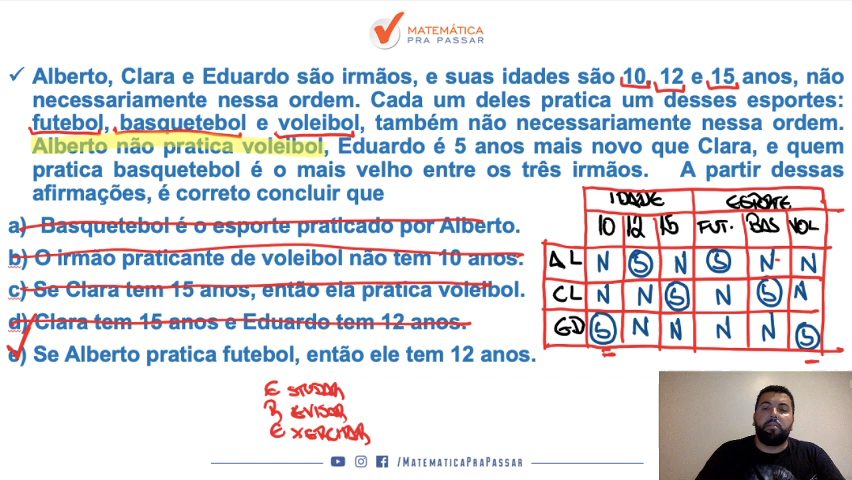 MATEMÁTICA
PRA PASSAR
✓ Alberto, Clara e Eduardo são irmãos, e suas idades são 10, 12 e 15 anos, não
necessariamente nessa ordem. Cada um deles pratica um desses esportes:
futebol, basquetebol e voleibol, também não necessariamente nessa ordem.
Alberto não pratica voleibol, Eduardo é 5 anos mais novo que Clara, e quem
pratica basquetebol é o mais velho entre os três irmãos. A partir dessas
afirmações, é correto concluir que
a) Basquetebol é o esporte praticado por Alberto.
b) O irmão praticante de voleibol não tem 10 anos.
c) Se Clara tem 15 anos, então ela pratica voleibol.
d) Clara tem 15 anos e Eduardo tem 12 anos.
e) Se Alberto pratica futebol, então ele tem 12 anos.
IDADE ESPORTE
10 12 15 FUT. BAS VOL
AL N S N S N N
CL N N S N S N
ED S N N N N S
E STUDAR
R EVISAR
E XERCITAR
/MATEMATICAPRAPASSAR